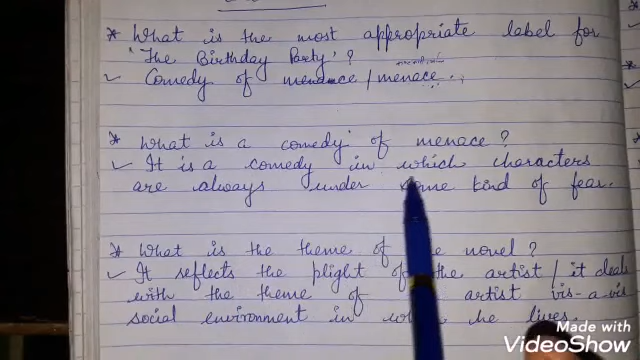 * What is the most appropriate label for
'The Birthday Party'?
✓ Comedy of menance / menace.
* What is a comedy of menace?
✓ It is a comedy in which characters
are always under some kind of fear.
* What is the theme of novel?
✓ It reflects the plight of the artist / it deals
with the theme of artist vis-a-vis
social environment in he lives.
Made with
VideoShow